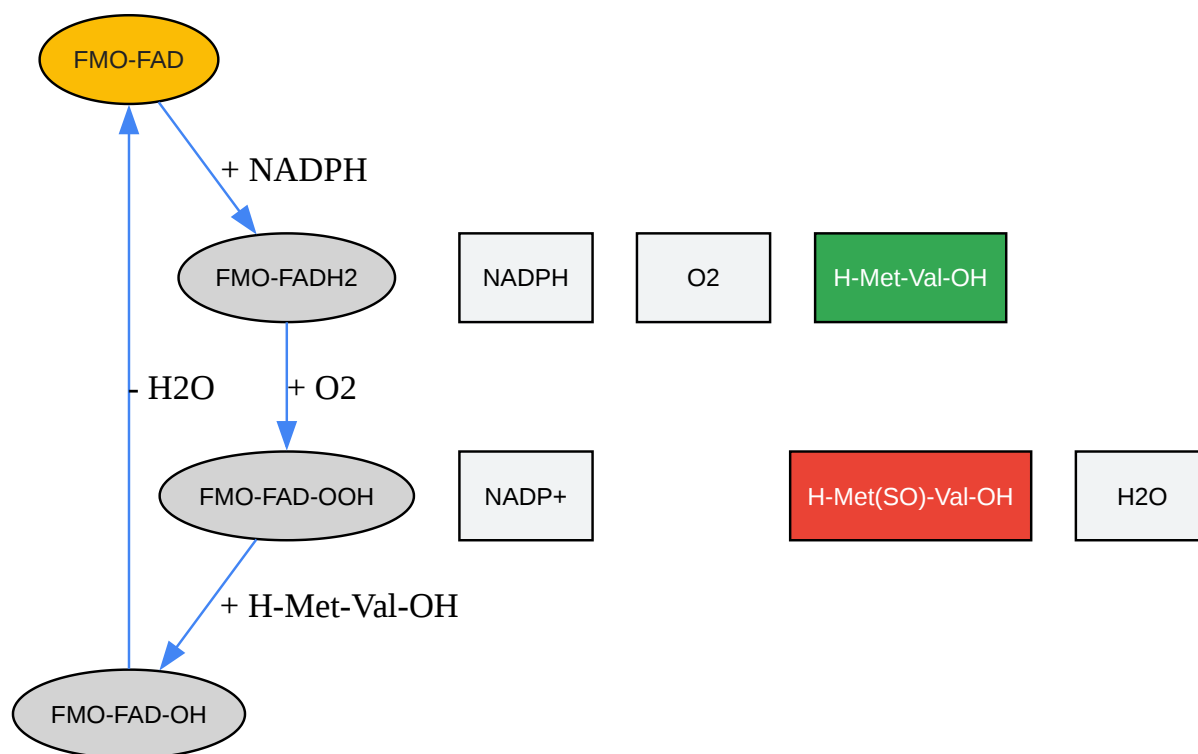 FMO-FAD
+ NADPH
FMO-FADH2
NADPH
O2
H-Met-Val-OH
- H2O
+ O2
FMO-FAD-OOH
NADP+
H-Met(SO)-Val-OH
H2O
+ H-Met-Val-OH
FMO-FAD-OH